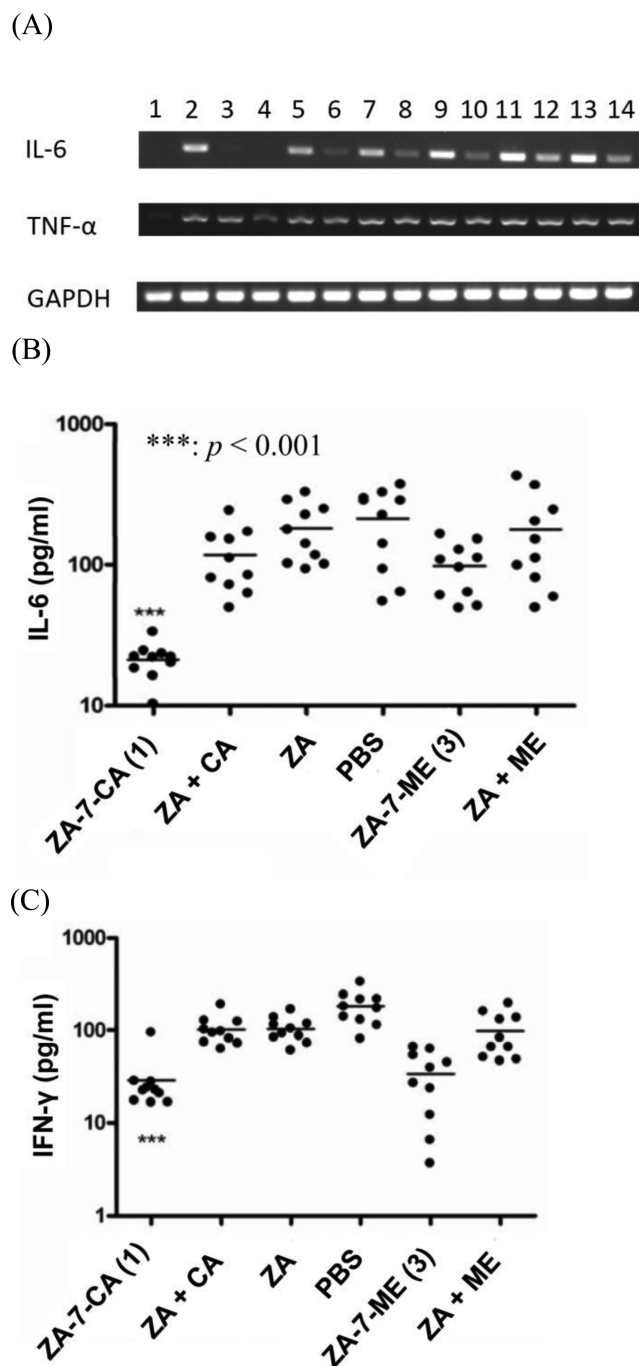 (A)
1 2 3 4 5 6 7 8 9 10 11 12 13 14
IL-6
TNF-α
GAPDH
(B)
1000
***: p < 0.001
IL-6 (pg/ml)
100
***
10
ZA-7-CA (1)
ZA + CA
ZA
PBS
ZA-7-ME (3)
ZA + ME
(C)
1000
IFN-γ (pg/ml)
100
10
***
1
ZA-7-CA (1)
ZA + CA
ZA
PBS
ZA-7-ME (3)
ZA + ME